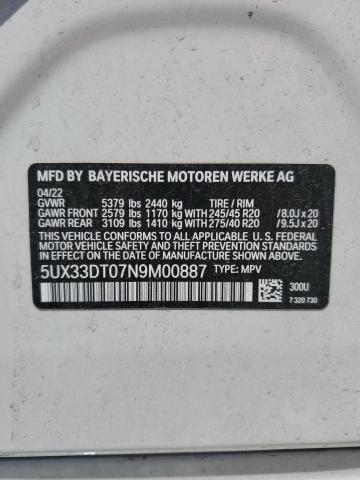 MFD BY BAYERISCHE MOTOREN WERKE AG
04/22
GVWR 5379 lbs 2440 kg TIRE / RIM
GAWR FRONT 2579 lbs 1170 kg WITH 245/45 R20 /8.0J x 20
GAWR REAR 3109 lbs 1410 kg WITH 275/40 R20 /9.5J x 20
THIS VEHICLE CONFORMS TO ALL APPLICABLE U.S. FEDERAL
MOTOR VEHICLE SAFETY STANDARDS IN EFFECT ON THE
DATE OF MANUFACTURE SHOWN ABOVE.
5UX33DT07N9M00887 TYPE: MPV
300U
7 320 730